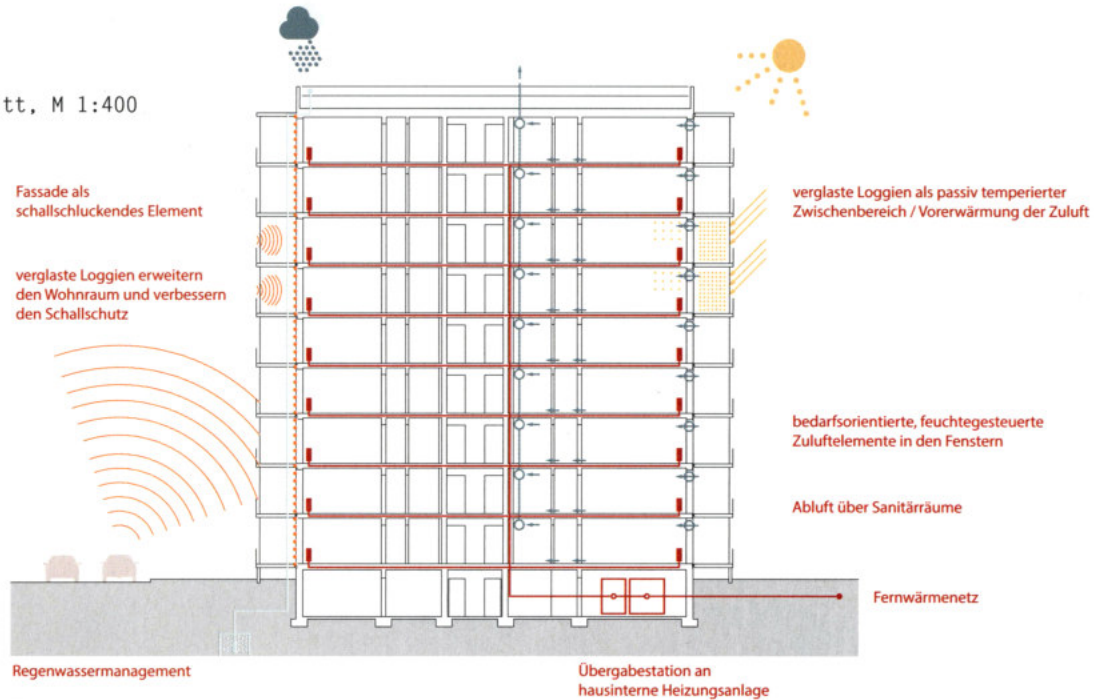 tt, M 1:400
Fassade als
schallschluckendes Element
verglaste Loggien erweitern
den Wohnraum und verbessern
den Schallschutz
verglaste Loggien als passiv temperierter
Zwischenbereich / Vorerwärmung der Zuluft
bedarfsorientierte, feuchtegesteuerte
Zuluftelemente in den Fenstern
Abluft über Sanitärräume
Fernwärmenetz
Regenwassermanagement
Übergabestation an
hausinterne Heizungsanlage